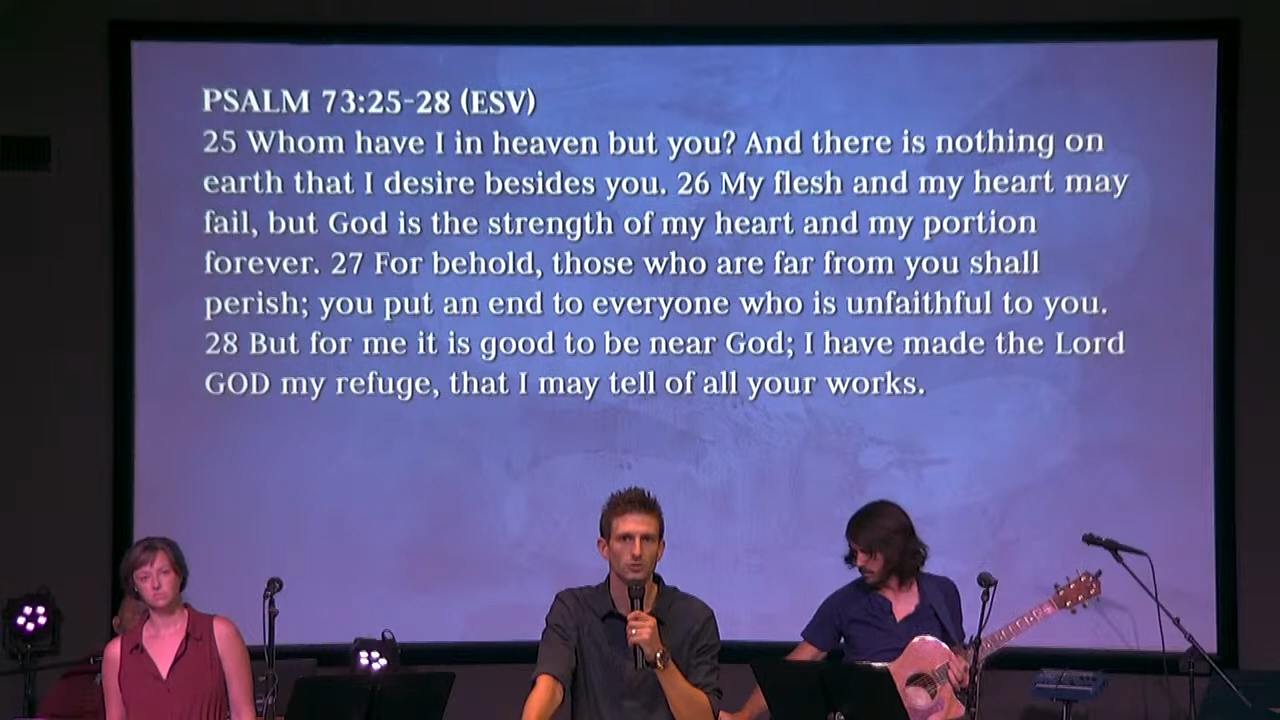 PSALM 73:25-28 (ESV)
25 Whom have I in heaven but you? And there is nothing on
earth that I desire besides you. 26 My flesh and my heart may
fail, but God is the strength of my heart and my portion
forever. 27 For behold, those who are far from you shall
perish; you put an end to everyone who is unfaithful to you.
28 But for me it is good to be near God; I have made the Lord
GOD my refuge, that I may tell of all your works.